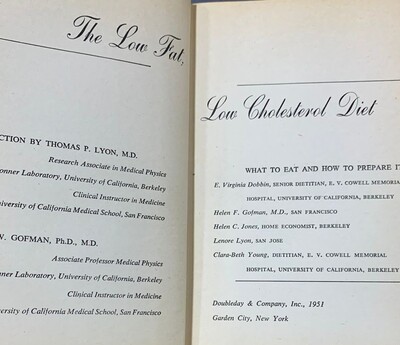 The Low Fat,
CTION BY THOMAS P. LYON, M.D.
Research Associate in Medical Physics
onner Laboratory, University of California, Berkeley
Clinical Instructor in Medicine
niversity of California Medical School, San Francisco
W. GOFMAN, Ph.D., M.D.
Associate Professor Medical Physics
onner Laboratory, University of California, Berkeley
Clinical Instructor in Medicine
University of California Medical School, San Francisco
Low Cholesterol Diet
WHAT TO EAT AND HOW TO PREPARE IT
E. Virginia Dobbin, SENIOR DIETITIAN, E. V. COWELL MEMORIAL
HOSPITAL, UNIVERSITY OF CALIFORNIA, BERKELEY
Helen F. Gofman, M.D., SAN FRANCISCO
Helen C. Jones, HOME ECONOMIST, BERKELEY
Lenore Lyon, SAN JOSE
Clara-Beth Young, DIETITIAN, E. V. COWELL MEMORIAL
HOSPITAL, UNIVERSITY OF CALIFORNIA, BERKELEY
Doubleday & Company, Inc., 1951
Garden City, New York